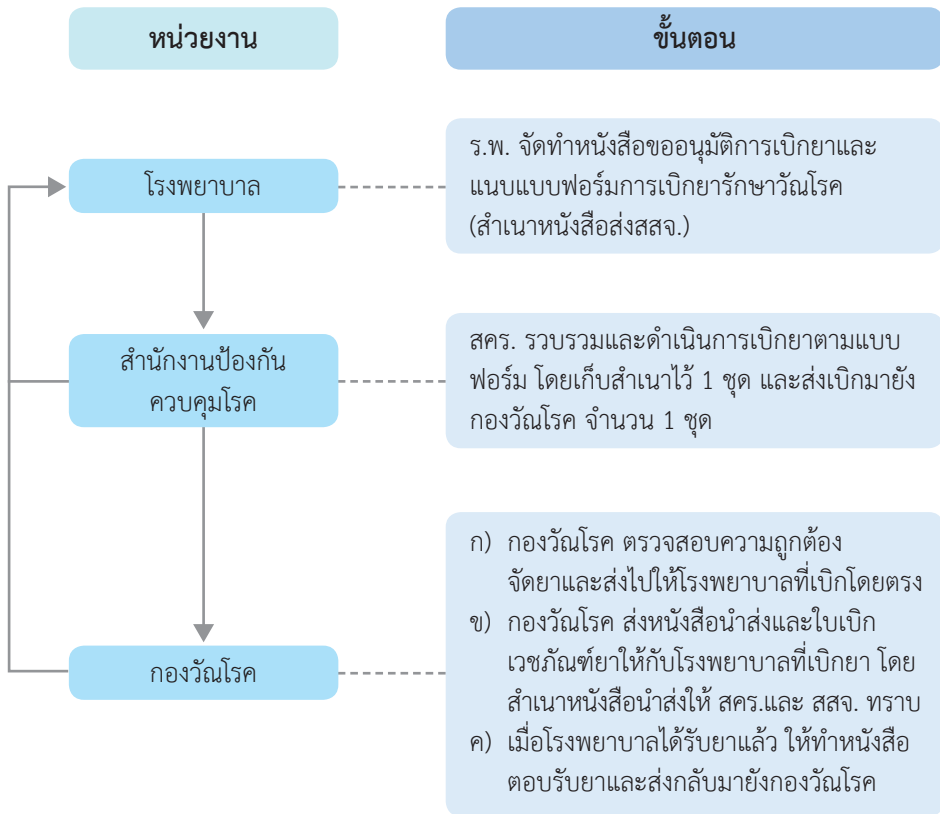 หน่วยงาน
ขั้นตอน
โรงพยาบาล
ร.พ. จัดทำหนังสือขออนุมัติการเบิกยาและ
แนบแบบฟอร์มการเบิกยารักษาวัณโรค
(สำเนาหนังสือส่งสสจ.)
สำนักงานป้องกัน
ควบคุมโรค
สคร. รวบรวมและดำเนินการเบิกยาตามแบบ
ฟอร์ม โดยเก็บสำเนาไว้ 1 ชุด และส่งเบิกมายัง
กองวัณโรค จำนวน 1 ชุด
กองวัณโรค
ก) กองวัณโรค ตรวจสอบความถูกต้อง
จัดยาและส่งไปให้โรงพยาบาลที่เบิกโดยตรง
ข) กองวัณโรค ส่งหนังสือนำส่งและใบเบิก
เวชภัณฑ์ยาให้กับโรงพยาบาลที่เบิกยา โดย
สำเนาหนังสือนำส่งให้ สคร.และ สสจ. ทราบ
ค) เมื่อโรงพยาบาลได้รับยาแล้ว ให้ทำหนังสือ
ตอบรับยาและส่งกลับมายังกองวัณโรค